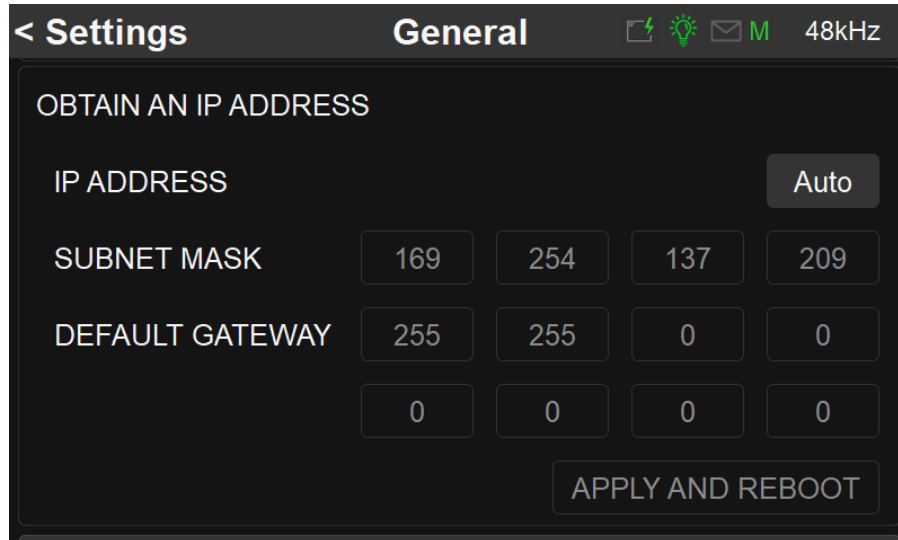 < Settings General M 48kHz
OBTAIN AN IP ADDRESS
IP ADDRESS Auto
SUBNET MASK 169 254 137 209
DEFAULT GATEWAY 255 255 0 0
0 0 0 0
APPLY AND REBOOT